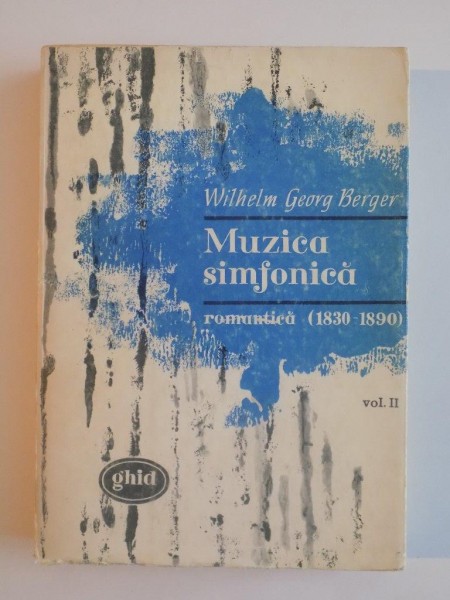 Wilhelm Georg Berger
Muzica
simfonică
romantică (1830-1890)
vol. II
ghid